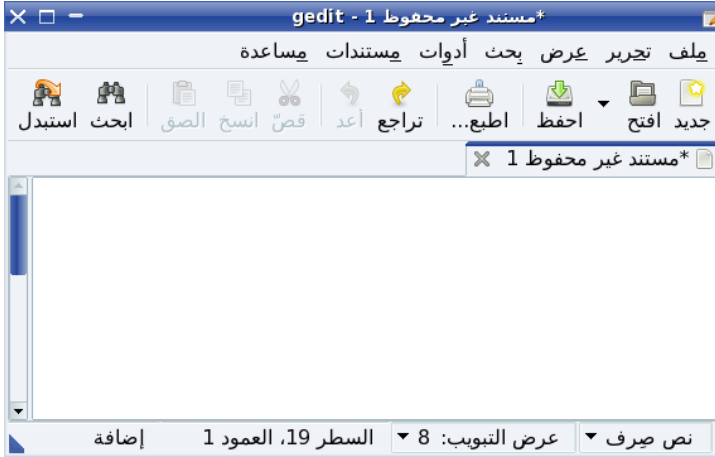 *مستند غير محفوظ 1 - gedit
ملف تحرير عرض بحث أدوات مستندات مساعدة
جديد افتح احفظ اطبع... تراجع أعد قصّ انسخ الصق ابحث استبدل
*مستند غير محفوظ 1
نص صِرف عرض التبويب: 8 السطر 19، العمود 1 إضافة